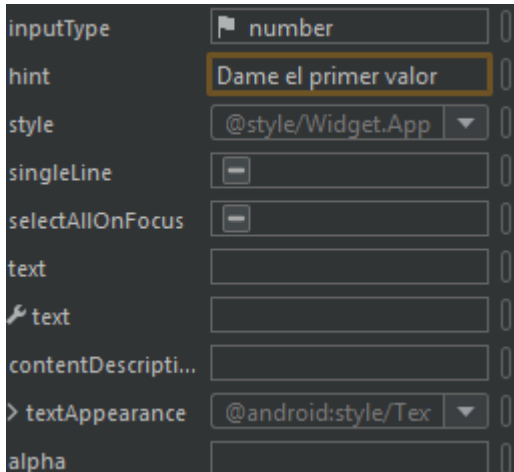 inputType number
hint Dame el primer valor
style @style/Widget.App
singleLine
selectAllOnFocus
text
text
contentDescripti...
> textAppearance @android:style/Tex
alpha